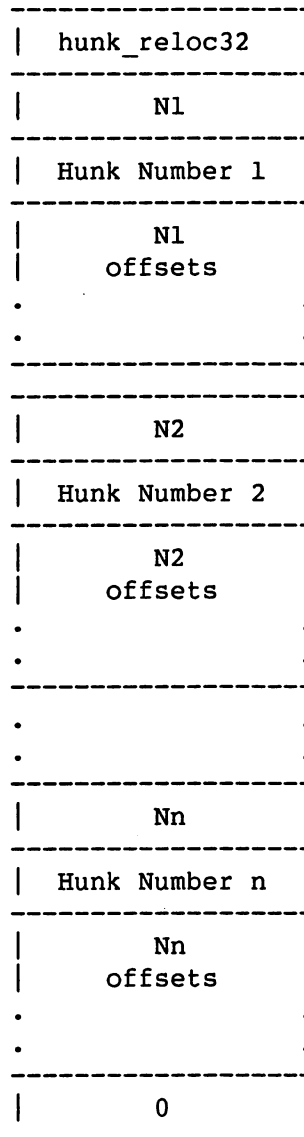 hunk_reloc32
N1
Hunk Number 1
N1
offsets
N2
Hunk Number 2
N2
offsets
Nn
Hunk Number n
Nn
offsets
0